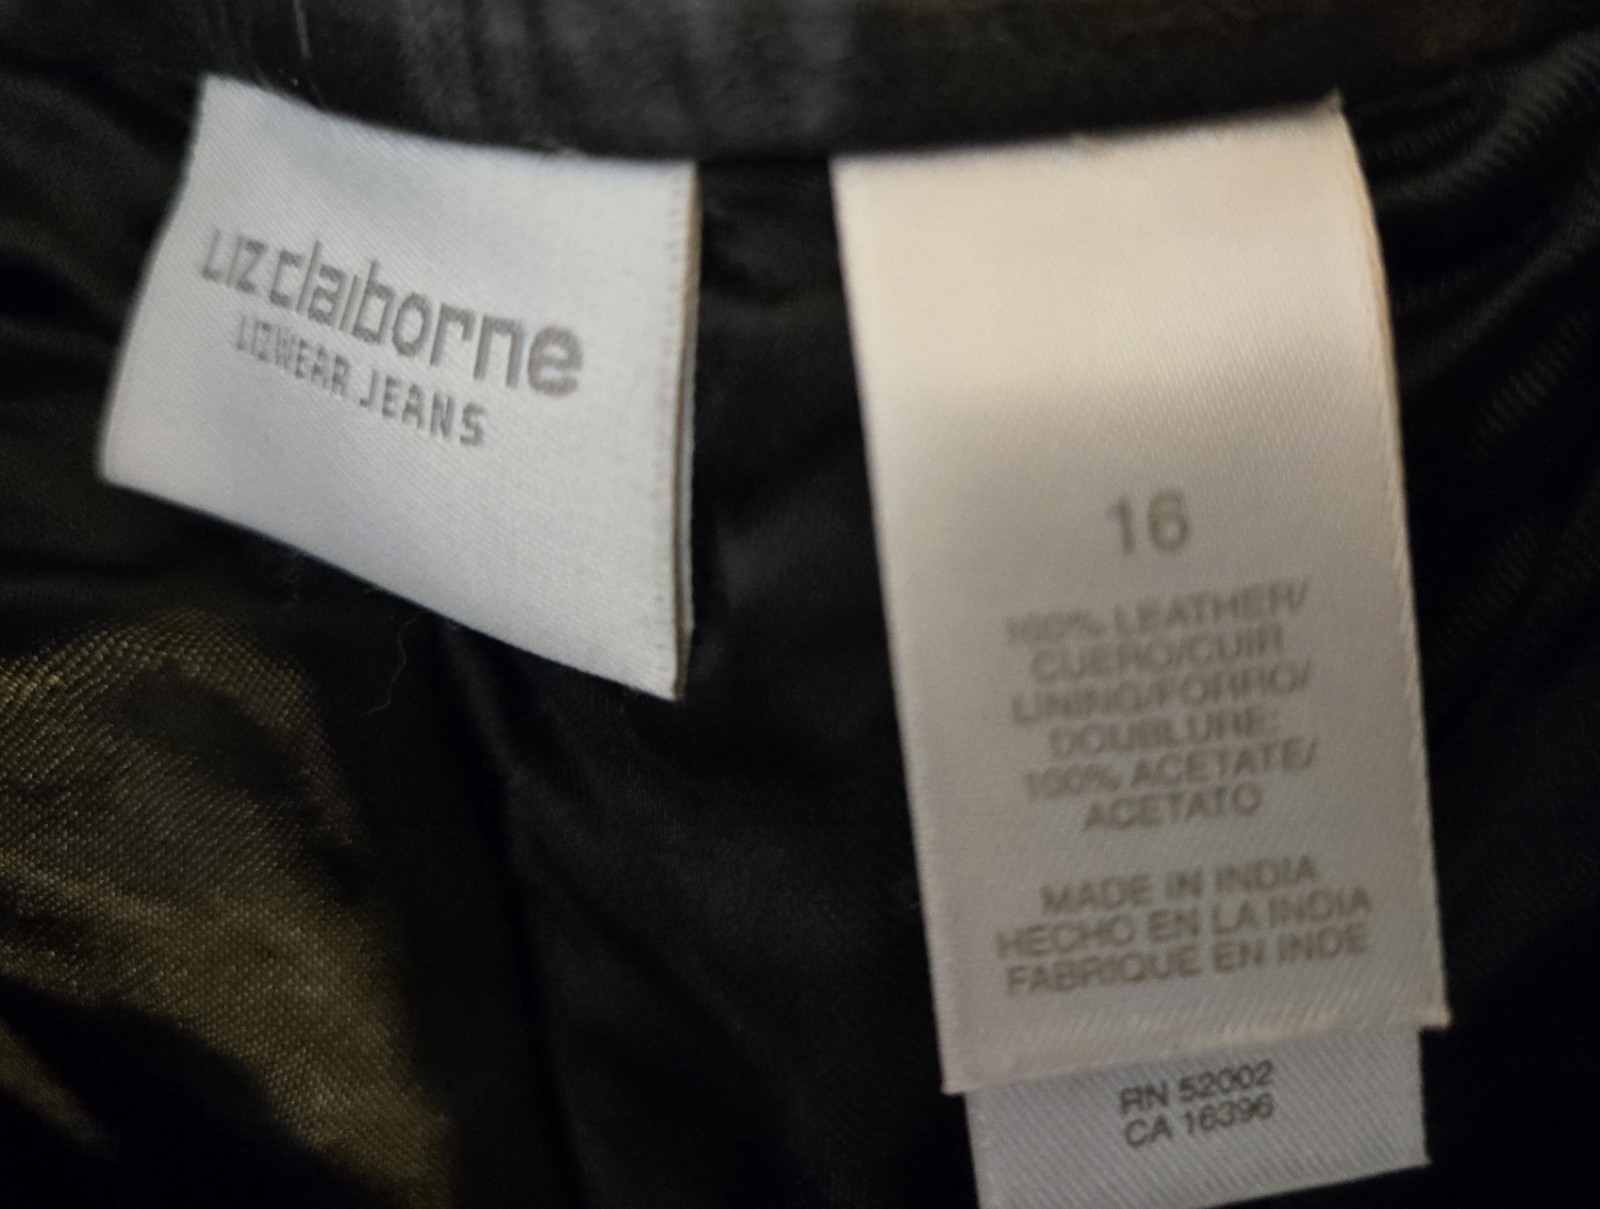 Liz claiborne
LIZWEAR JEANS
16
100% LEATHER/
CUERO/CUIR
LINING/FORRO/
DOUBLURE:
100% ACETATE/
ACETATO
MADE IN INDIA
HECHO EN LA INDIA
FABRIQUE EN INDE
RN 52002
CA 16396